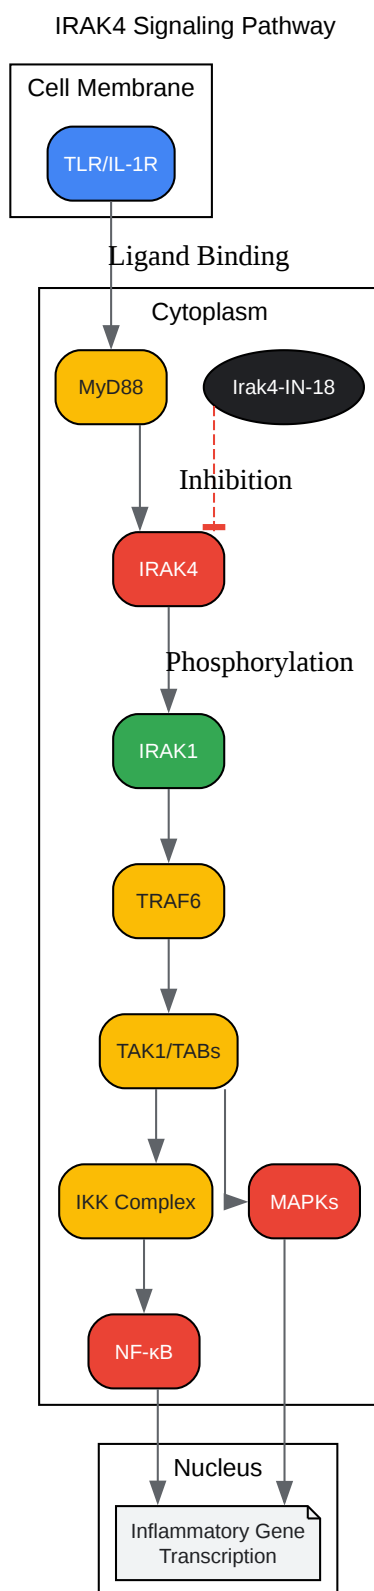 IRAK4 Signaling Pathway
Cell Membrane
TLR/IL-1R
Ligand Binding
Cytoplasm
MyD88
Irak4-IN-18
Inhibition
IRAK4
Phosphorylation
IRAK1
TRAF6
TAK1/TABs
IKK Complex
MAPKs
NF-κB
Nucleus
Inflammatory Gene
Transcription